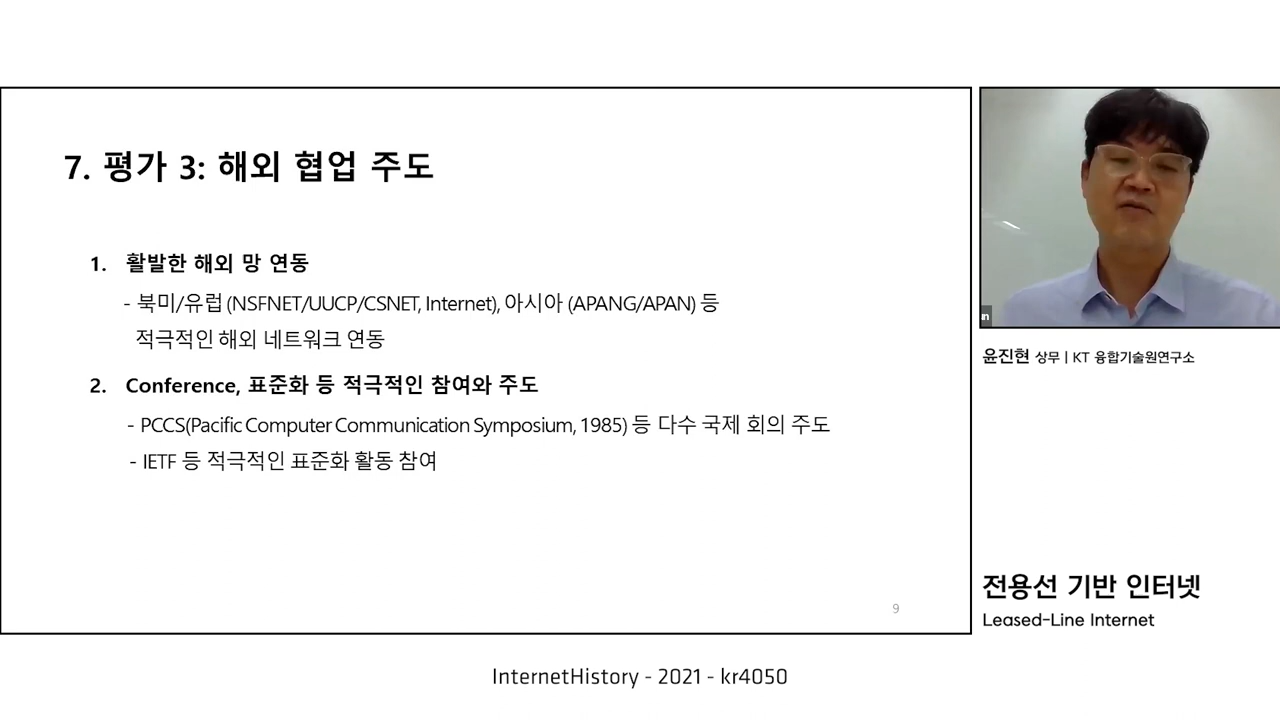 7. 평가 3: 해외 협업 주도
1. 활발한 해외 망 연동
- 북미/유럽 (NSFNET/UUCP/CSNET, Internet), 아시아 (APANG/APAN) 등
적극적인 해외 네트워크 연동
2. Conference, 표준화 등 적극적인 참여와 주도
- PCCS(Pacific Computer Communication Symposium, 1985) 등 다수 국제 회의 주도
- IETF 등 적극적인 표준화 활동 참여
9
윤진현 상무 | KT 융합기술원연구소
전용선 기반 인터넷
Leased-Line Internet
InternetHistory - 2021 - kr4050